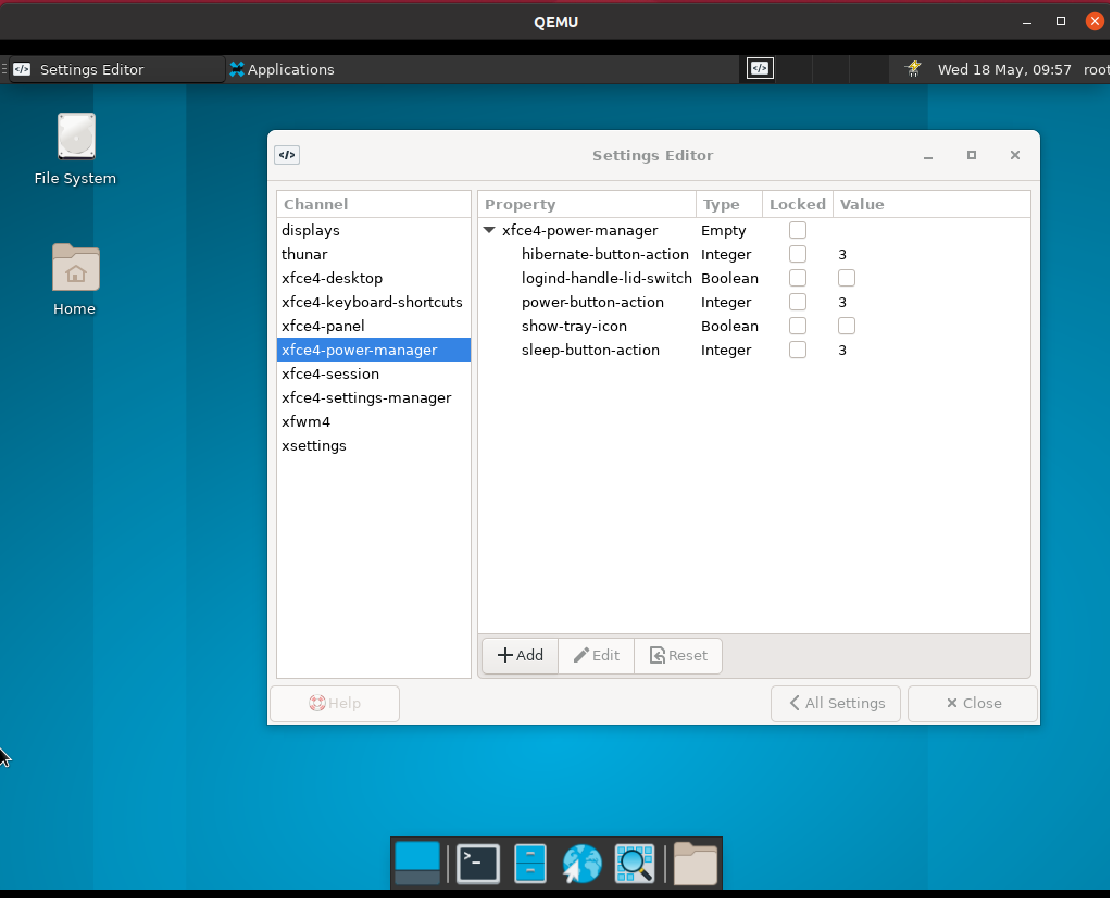 QEMU
Settings Editor
Applications
Wed 18 May, 09:57
root
File System
Home
Settings Editor
Channel
displays
thunar
xfce4-desktop
xfce4-keyboard-shortcuts
xfce4-panel
xfce4-power-manager
xfce4-session
xfce4-settings-manager
xfwm4
xsettings
Property Type Locked Value
xfce4-power-manager Empty
hibernate-button-action Integer 3
logind-handle-lid-switch Boolean
power-button-action Integer 3
show-tray-icon Boolean
sleep-button-action Integer 3
Add Edit Reset
Help All Settings Close